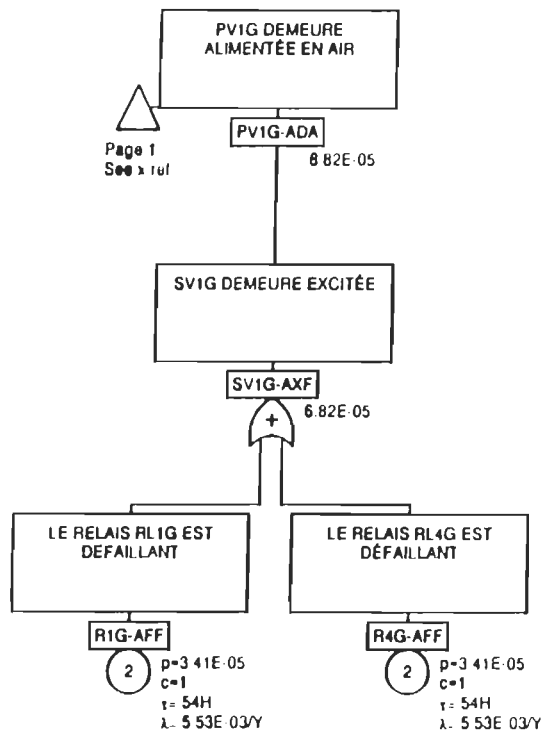 PV1G DEMEURE
ALIMENTÉE EN AIR
Page 1
See x ref
PV1G-ADA
6.82E-05
SV1G DEMEURE EXCITÉE
SV1G-AXF
6.82E-05
+
LE RELAIS RL1G EST
DEFAILLANT
LE RELAIS RL4G EST
DÉFAILLANT
R1G-AFF
2
p=3.41E-05
c=1
τ= 54H
λ= 5.53E-03/Y
R4G-AFF
2
p=3.41E-05
c=1
τ= 54H
λ= 5.53E-03/Y